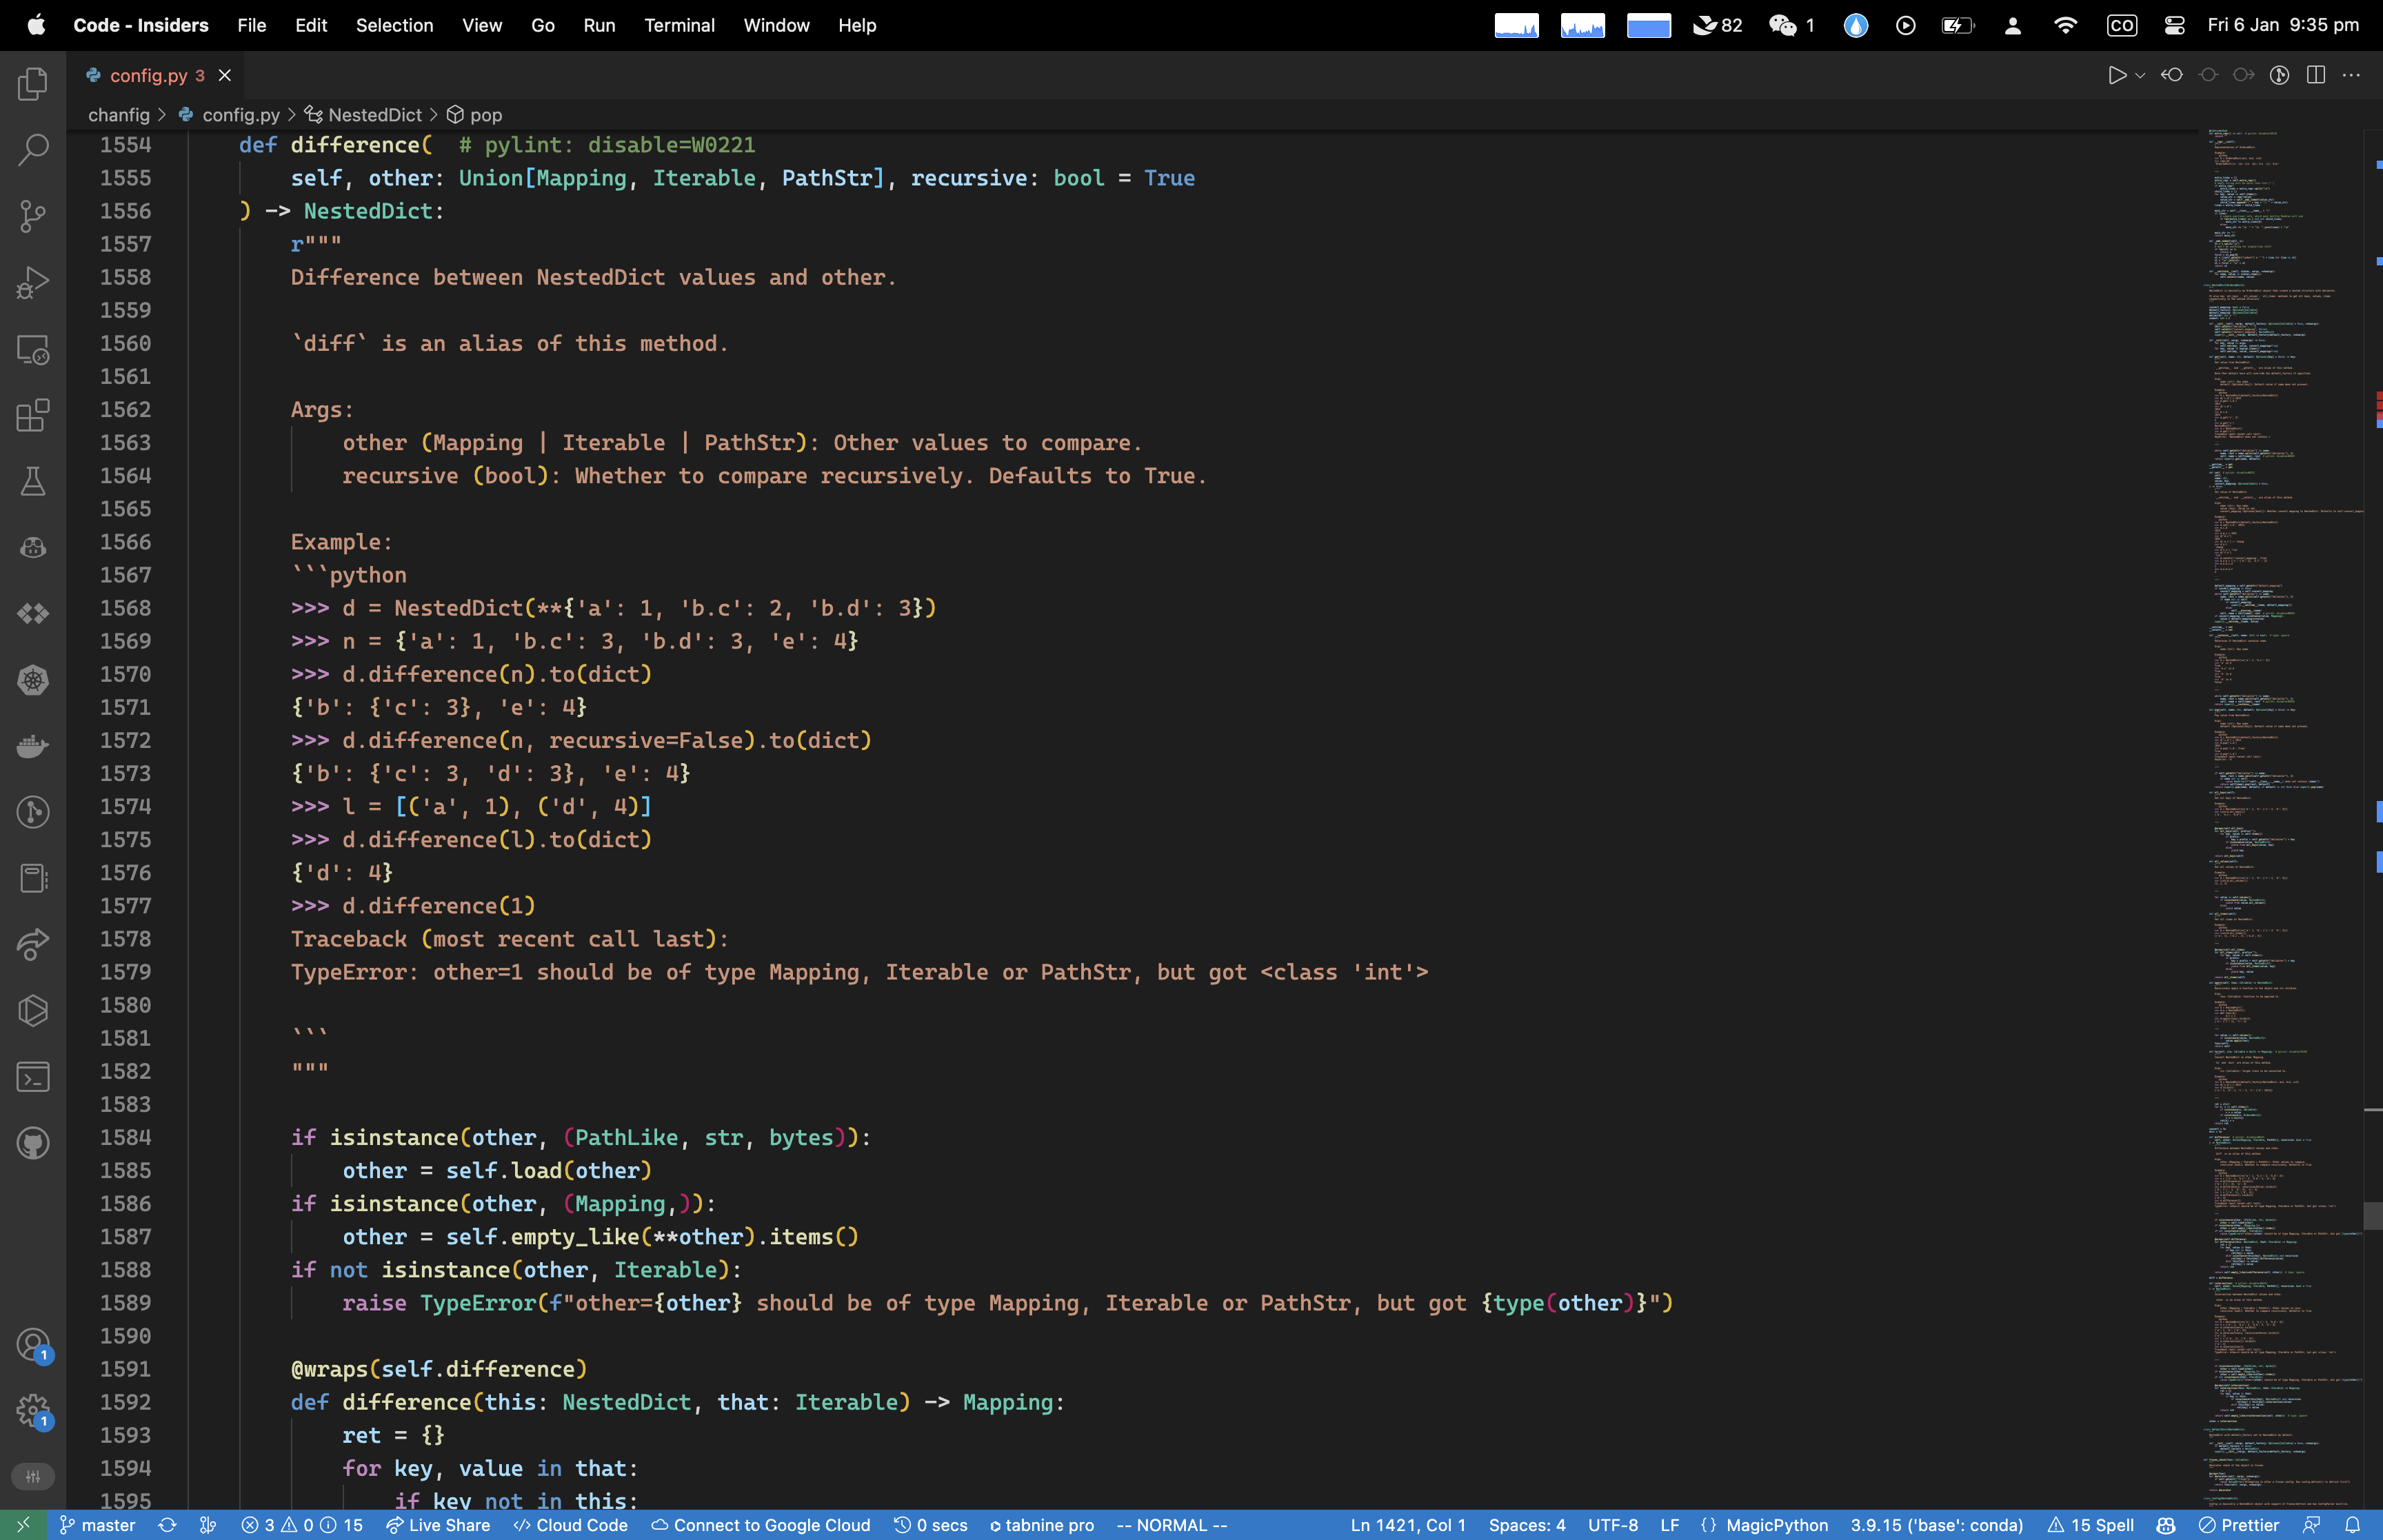 Code - Insiders File Edit Selection View Go Run Terminal Window Help 82 1 CO Fri 6 Jan 9:35 pm
config.py 3
chanfig > config.py > NestedDict > pop
1554 def difference(  # pylint: disable=W0221
1555 self, other: Union[Mapping, Iterable, PathStr], recursive: bool = True
1556 ) -> NestedDict:
1557 r"""
1558 Difference between NestedDict values and other.
1559
1560 `diff` is an alias of this method.
1561
1562 Args:
1563 other (Mapping | Iterable | PathStr): Other values to compare.
1564 recursive (bool): Whether to compare recursively. Defaults to True.
1565
1566 Example:
1567 ```python
1568 >>> d = NestedDict(**{'a': 1, 'b.c': 2, 'b.d': 3})
1569 >>> n = {'a': 1, 'b.c': 3, 'b.d': 3, 'e': 4}
1570 >>> d.difference(n).to(dict)
1571 {'b': {'c': 3}, 'e': 4}
1572 >>> d.difference(n, recursive=False).to(dict)
1573 {'b': {'c': 3, 'd': 3}, 'e': 4}
1574 >>> l = [('a', 1), ('d', 4)]
1575 >>> d.difference(l).to(dict)
1576 {'d': 4}
1577 >>> d.difference(1)
1578 Traceback (most recent call last):
1579 TypeError: other=1 should be of type Mapping, Iterable or PathStr, but got <class 'int'>
1580
1581 ```
1582 """
1583
1584 if isinstance(other, (PathLike, str, bytes)):
1585 other = self.load(other)
1586 if isinstance(other, (Mapping,)):
1587 other = self.empty_like(**other).items()
1588 if not isinstance(other, Iterable):
1589 raise TypeError(f"other={other} should be of type Mapping, Iterable or PathStr, but got {type(other)}")
1590
1591 @wraps(self.difference)
1592 def difference(this: NestedDict, that: Iterable) -> Mapping:
1593 ret = {}
1594 for key, value in that:
1595 if key not in this:
1
1
master 3 0 15 Live Share Cloud Code Connect to Google Cloud 0 secs tabnine pro -- NORMAL -- Ln 1421, Col 1 Spaces: 4 UTF-8 LF {} MagicPython 3.9.15 ('base': conda) 15 Spell Prettier